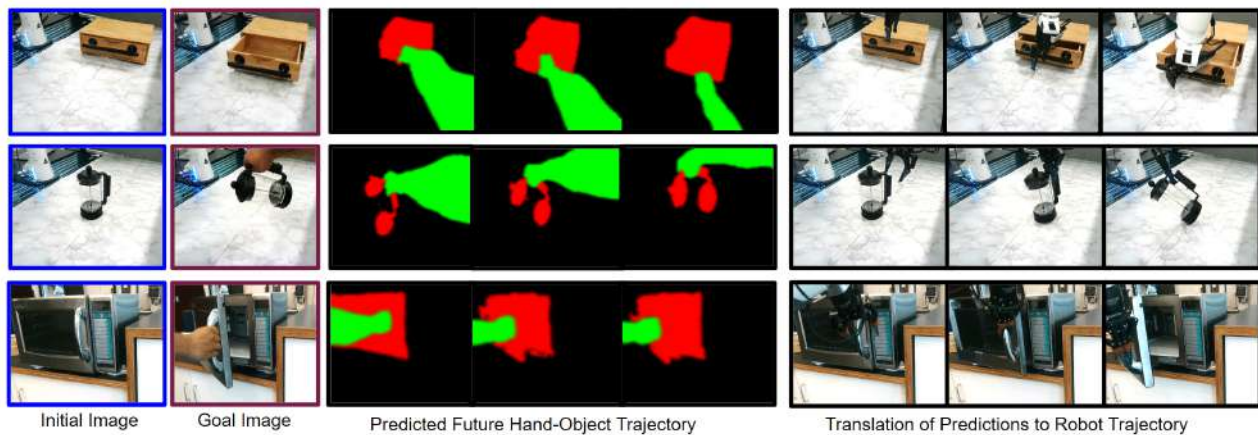 Initial Image
Goal Image
Predicted Future Hand-Object Trajectory
Translation of Predictions to Robot Trajectory